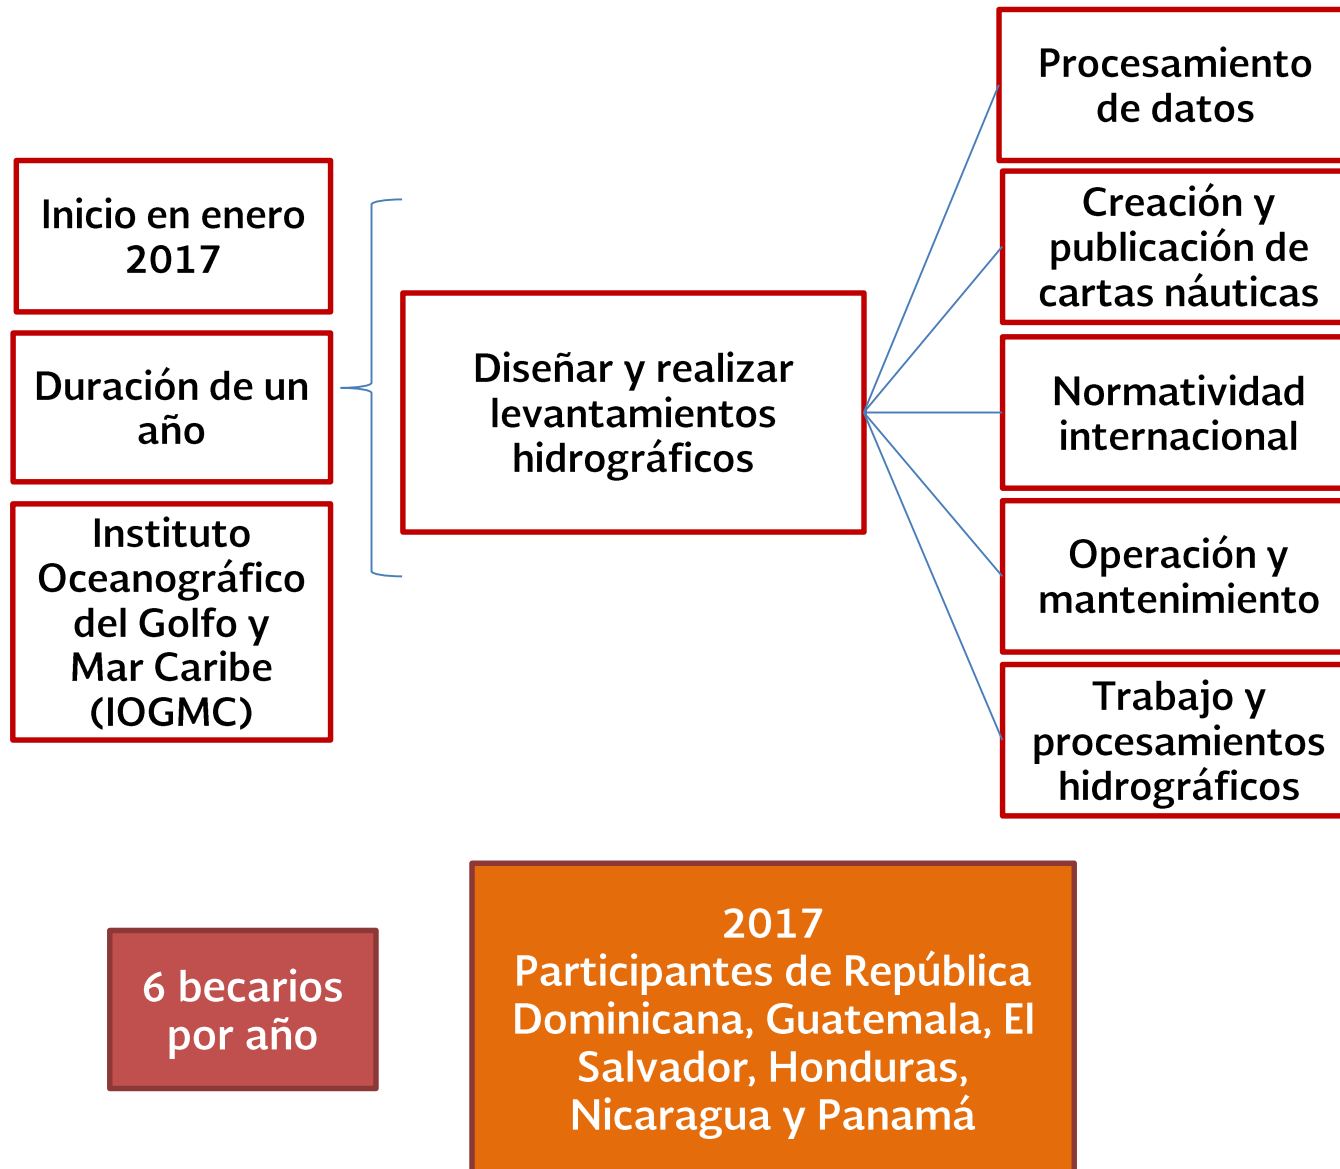 Inicio en enero
2017
Duración de un
año
Instituto
Oceanográfico
del Golfo y
Mar Caribe
(IOGMC)
Diseñar y realizar
levantamientos
hidrográficos
Procesamiento
de datos
Creación y
publicación de
cartas náuticas
Normatividad
internacional
Operación y
mantenimiento
Trabajo y
procesamientos
hidrográficos
6 becarios
por año
2017
Participantes de República
Dominicana, Guatemala, El
Salvador, Honduras,
Nicaragua y Panamá